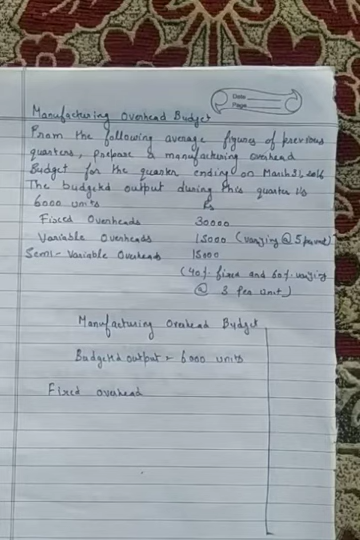 Date
Page
Manufacturing Overhead Budget
From the following average figures of previous
quarters, prepare a manufacturing overhead
Budget for the quarter ending on March 31, 2016
The budgeted output during this quarter is
6000 units Rs
Fixed Overheads 30000
Variable Overheads 15000 (varying @ 5 per unit)
Semi-Variable Overheads 15000
(40% fixed and 60% varying
@ 3 Per unit)
Manufacturing Overhead Budget
Budgeted output = 6000 units
Fixed overhead